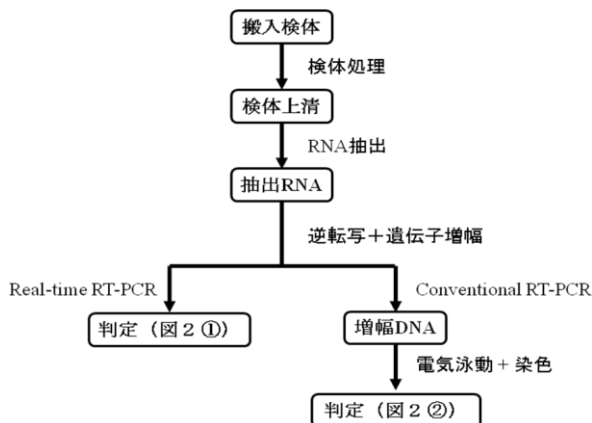 搬入検体
検体処理
検体上清
RNA抽出
抽出RNA
逆転写＋遺伝子増幅
Real-time RT-PCR
Conventional RT-PCR
判定（図２①）
増幅DNA
電気泳動＋染色
判定（図２②）